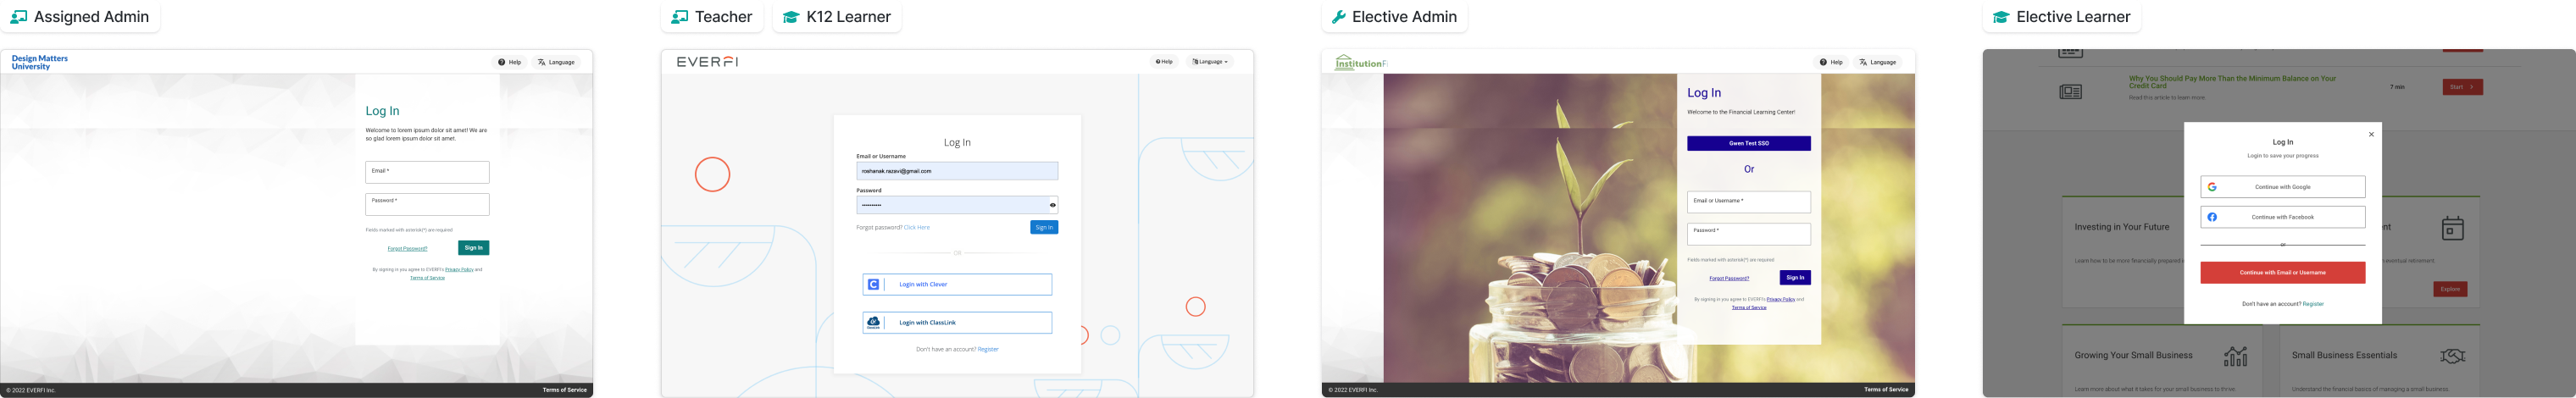 Assigned Admin
Design Matters
University
Help
Language
Log In
Welcome to lorem ipsum dolor sit amet! We are
so glad lorem ipsum dolor sit amet.
Email *
Password *
Fields marked with asterisk(*) are required
Forgot Password?
Sign In
By signing in you agree to EVERFI's Privacy Policy and
Terms of Service
© 2022 EVERFI Inc.
Terms of Service
Teacher
K12 Learner
EVERFI
Help
Language
Log In
Email or Username
roshanak.razavi@gmail.com
Password
Forgot password? Click Here
Sign In
OR
Login with Clever
Login with ClassLink
Don't have an account? Register
Elective Admin
InstitutionFi
Help
Language
Log In
Welcome to the Financial Learning Center!
Gwen Test SSO
Or
Email or Username *
Password *
Fields marked with asterisk(*) are required
Forgot Password?
Sign In
By signing in you agree to EVERFI's Privacy Policy and
Terms of Service
© 2022 EVERFI Inc.
Terms of Service
Elective Learner
Why You Should Pay More Than the Minimum Balance on Your
Credit Card
Read this article to learn more.
7 min
Start
Log In
Login to save your progress
Continue with Google
Continue with Facebook
or
Continue with Email or Username
Don't have an account? Register
Investing in Your Future
Learn how to be more financially prepared
eventual retirement
Explore
Growing Your Small Business
Learn more about what it takes for your small business to thrive.
Small Business Essentials
Understand the financial basics of managing a small business.